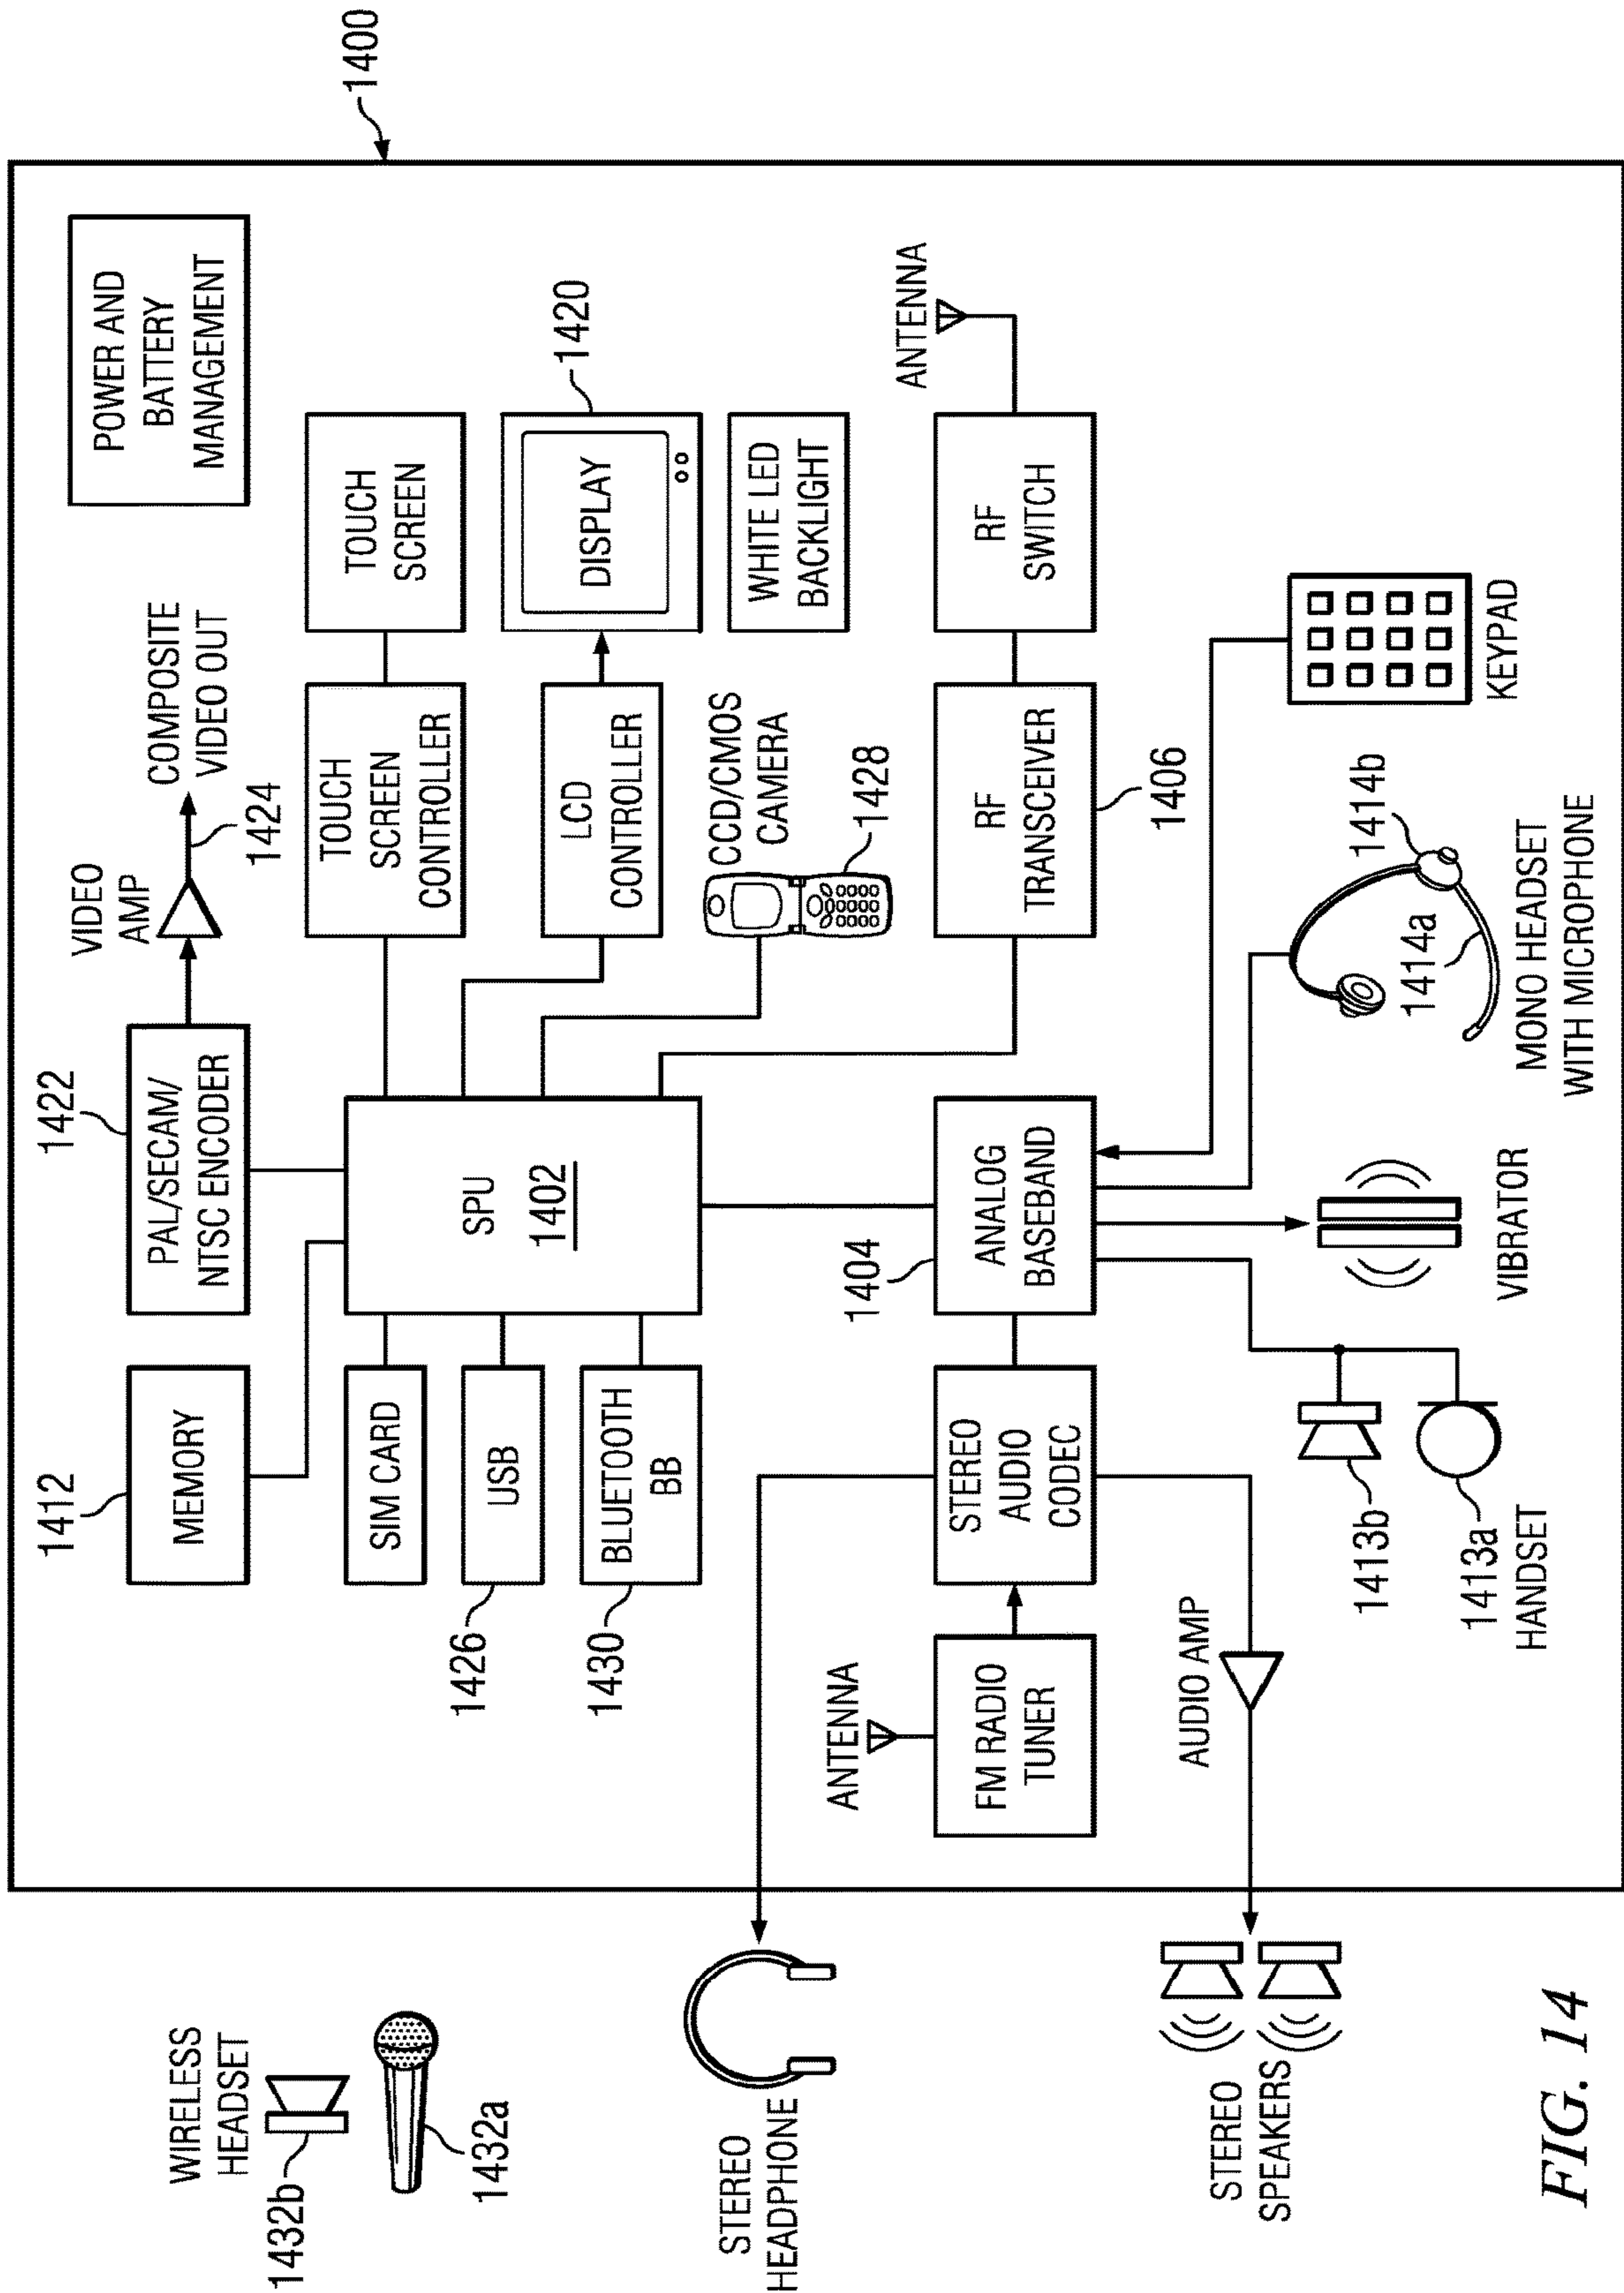 1400
POWER AND
BATTERY
MANAGEMENT
COMPOSITE
VIDEO OUT
1424
VIDEO
AMP
1422
PAL/SECAM/
NTSC ENCODER
1412
MEMORY
WIRELESS
HEADSET
1432b
1432a
TOUCH
SCREEN
TOUCH
SCREEN
CONTROLLER
1420
DISPLAY
LCD
CONTROLLER
WHITE LED
BACKLIGHT
CCD/CMOS
CAMERA
1428
SPU
1402
SIM CARD
USB
1426
BLUETOOTH
BB
1430
STEREO
HEADPHONE
ANTENNA
RF
SWITCH
RF
TRANSCEIVER
1406
1404
ANALOG
BASEBAND
STEREO
AUDIO
CODEC
ANTENNA
FM RADIO
TUNER
AUDIO AMP
STEREO
SPEAKERS
KEYPAD
1414b
1414a
MONO HEADSET
WITH MICROPHONE
VIBRATOR
1413b
1413a
HANDSET
FIG. 14